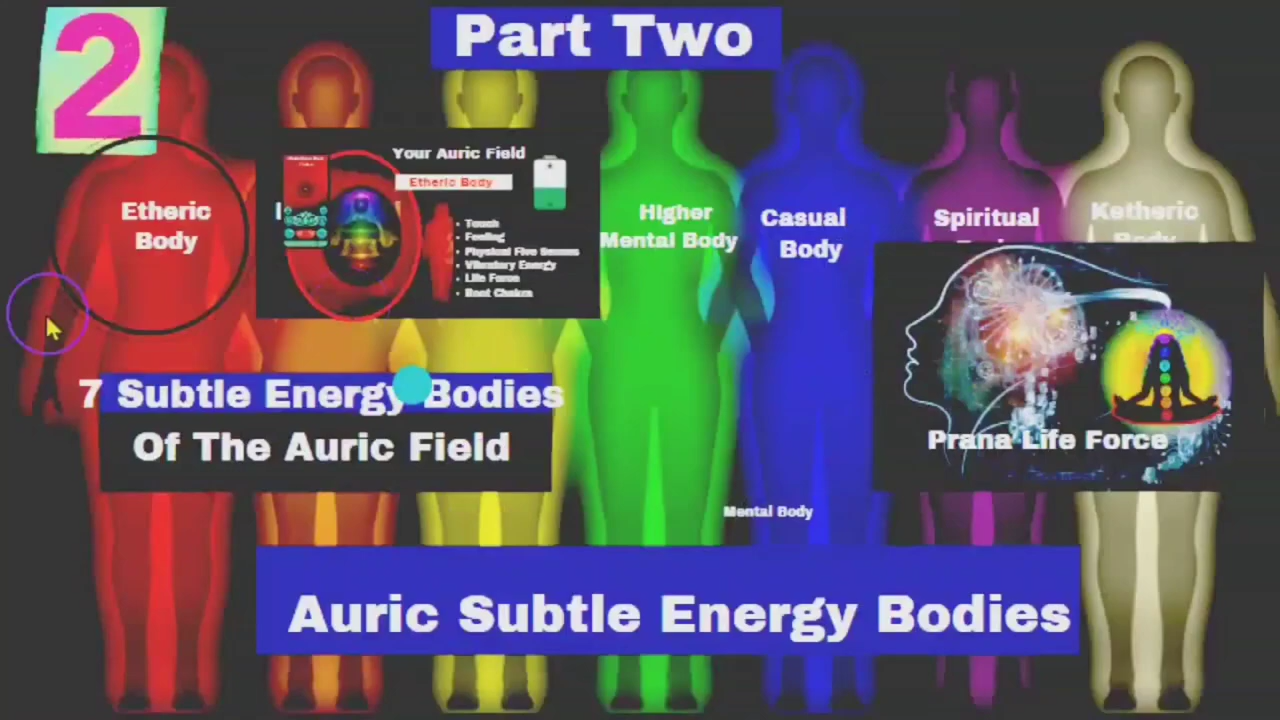 2
Part Two
Etheric
Body
Your Auric Field
Etheric Body
• Touch
• Feeling
• Physical Five Senses
• Vibratory Energy
• Life Force
• Root Chakra
Higher
Mental Body
Casual
Body
Spiritual
Ketheric
Body
7 Subtle Energy Bodies
Of The Auric Field
Prana Life Force
Mental Body
Auric Subtle Energy Bodies